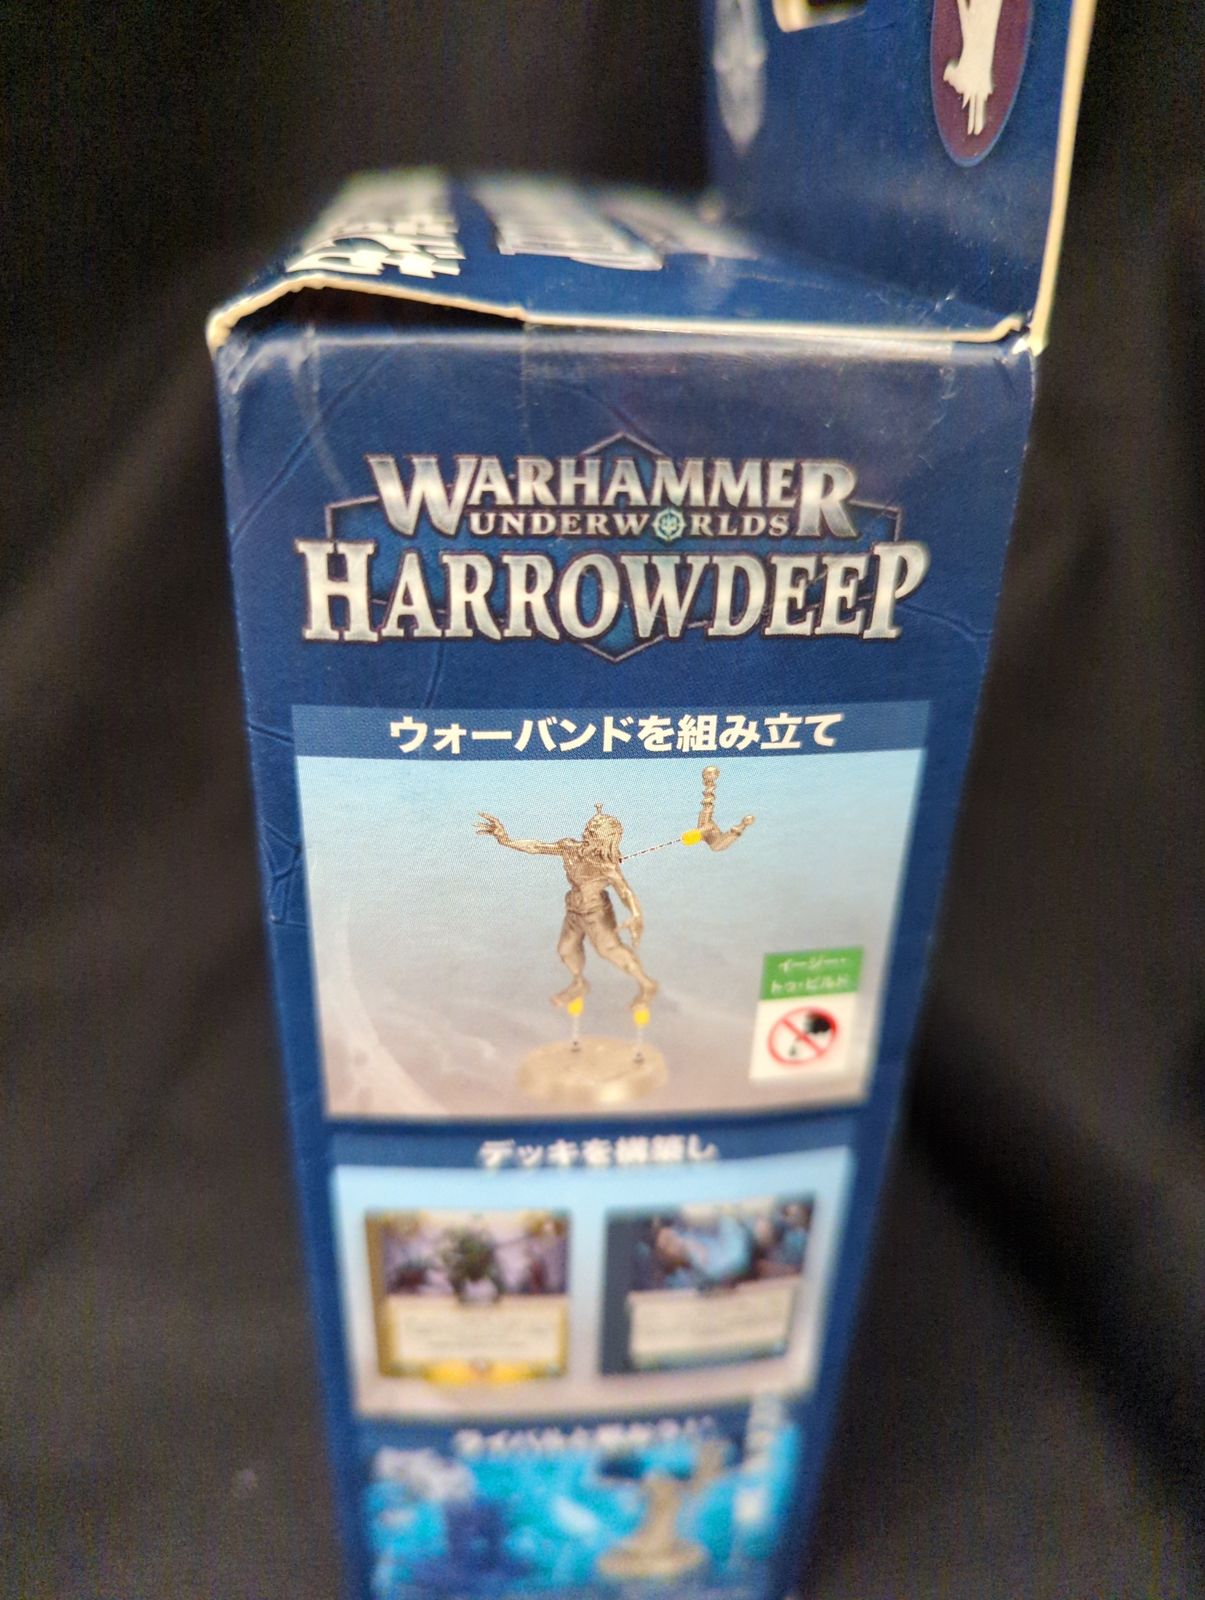 WARHAMMER
UNDERWORLDS
HARROWDEEP
ウォーバンドを組み立て
イージー・
トゥ・ビルド
デッキを構築し